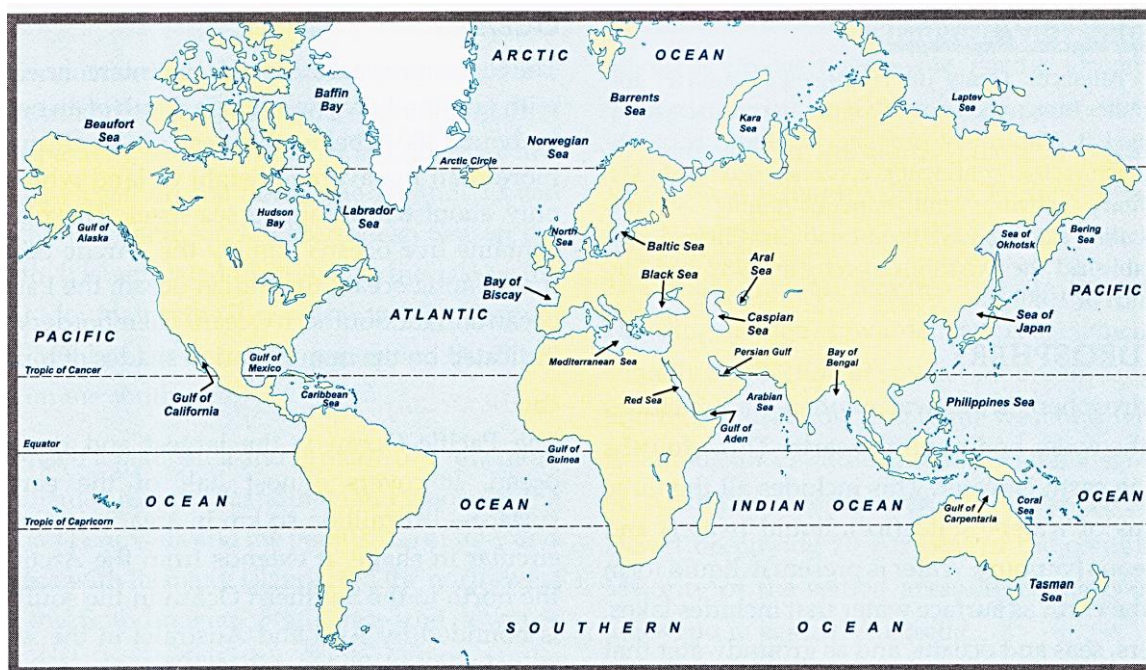 ARCTIC OCEAN
Baffin
Bay
Barrents
Sea
Laptev
Sea
Kara
Sea
Beaufort
Sea
Norwegian
Sea
Arctic Circle
Hudson
Bay
Labrador
Sea
Gulf of
Alaska
North
Sea
Baltic Sea
Sea of
Okhotsk
Bering
Sea
Bay of
Biscay
Black Sea
Aral
Sea
Caspian
Sea
PACIFIC
ATLANTIC
PACIFIC
Sea of
Japan
Gulf of
Mexico
Mediterranean Sea
Persian Gulf
Bay of
Bengal
Tropic of Cancer
Gulf of
California
Caribbean
Sea
Red Sea
Arabian
Sea
Gulf of
Aden
Philippines Sea
Equator
Gulf of
Guinea
OCEAN
OCEAN
INDIAN OCEAN
Gulf of
Carpentaria
Coral
Sea
OCEAN
Tropic of Capricorn
Tasman
Sea
SOUTHERN OCEAN